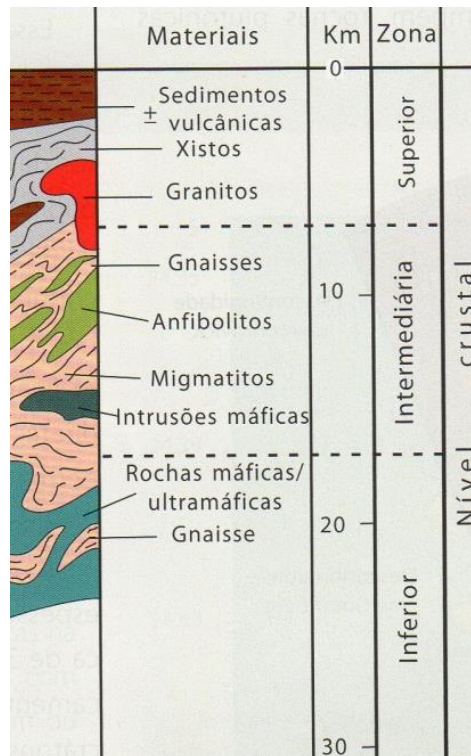 Materiais Km Zona
0
Sedimentos
± vulcânicas
Xistos
Granitos
Superior
Gnaisses
10
Anfibolitos
Migmatitos
Intrusões máficas
Intermediária
Rochas máficas/
ultramáficas
20
Gnaisse
Inferior
30
Nível crustal